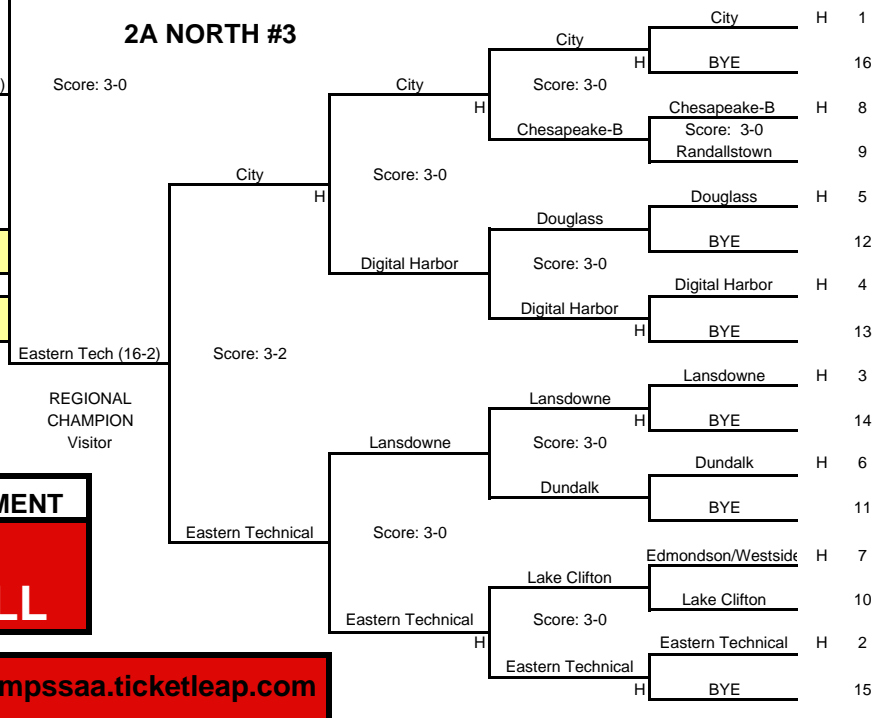 2A NORTH #3
City H 1
City
H BYE 16
) Score: 3-0 City Score: 3-0
H Chesapeake-B H 8
Chesapeake-B Score: 3-0
Randallstown 9
City Score: 3-0
H Douglass H 5
Douglass
BYE 12
Digital Harbor Score: 3-0
Digital Harbor H 4
Digital Harbor
H BYE 13
Eastern Tech (16-2) Score: 3-2
Lansdowne H 3
REGIONAL
CHAMPION
Visitor
Lansdowne
H BYE 14
Lansdowne Score: 3-0
Dundalk H 6
Dundalk
BYE 11
MENT
Eastern Technical Score: 3-0
Edmondson/Westside H 7
Lake Clifton
Lake Clifton 10
LL
Eastern Technical Score: 3-0
H Eastern Technical H 2
Eastern Technical
H BYE 15
mpssaa.ticketleap.com